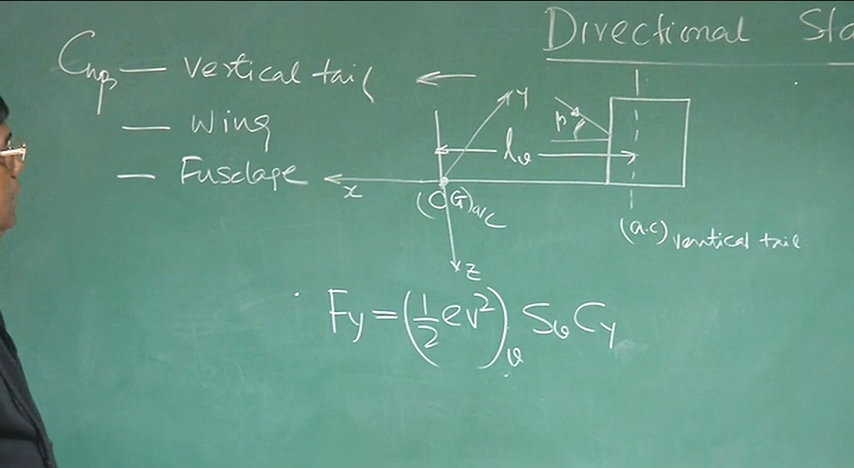 Directional Sta
Cnβ — vertical tail
— Wing
— Fuselage
y
β
lv
x
(CG)a/c
(a.c) vertical tail
z
Fy = (1/2 ρv²)v Sv Cy